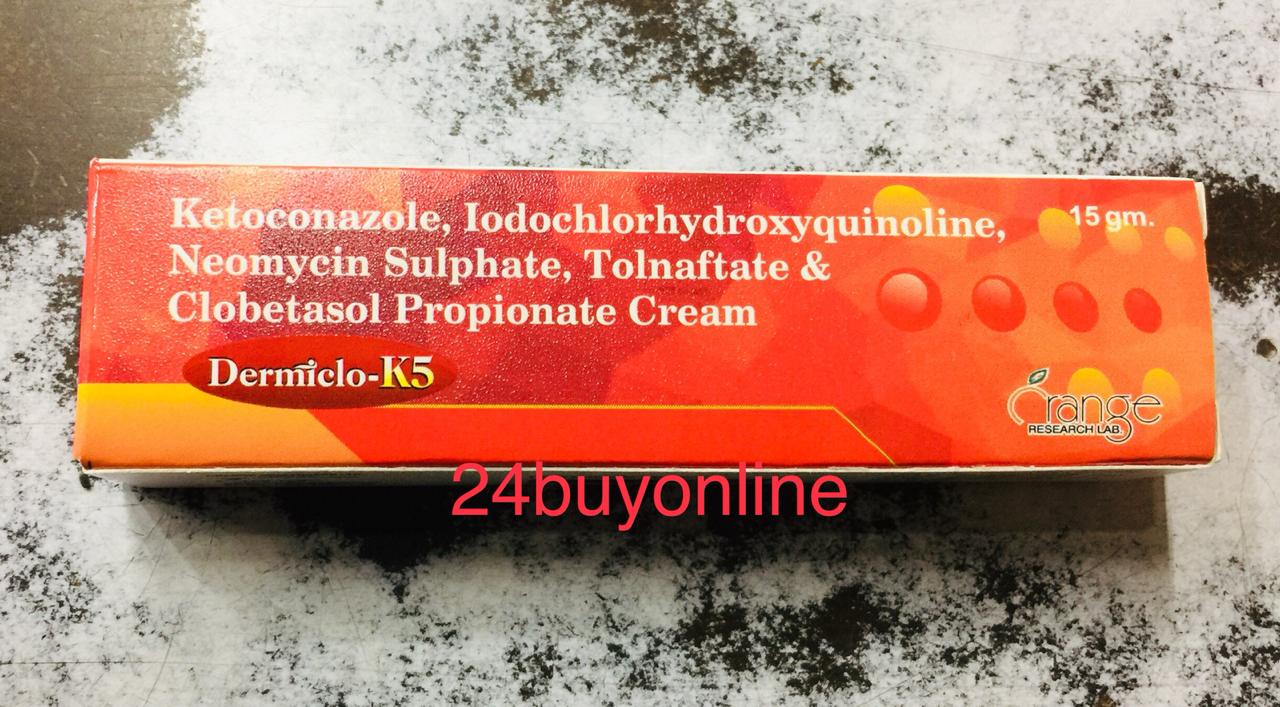 Ketoconazole, Iodochlorhydroxyquinoline,
15 gm.
Neomycin Sulphate, Tolnaftate &
Clobetasol Propionate Cream
Dermiclo-K5
Orange
RESEARCH LAB.
24buyonline